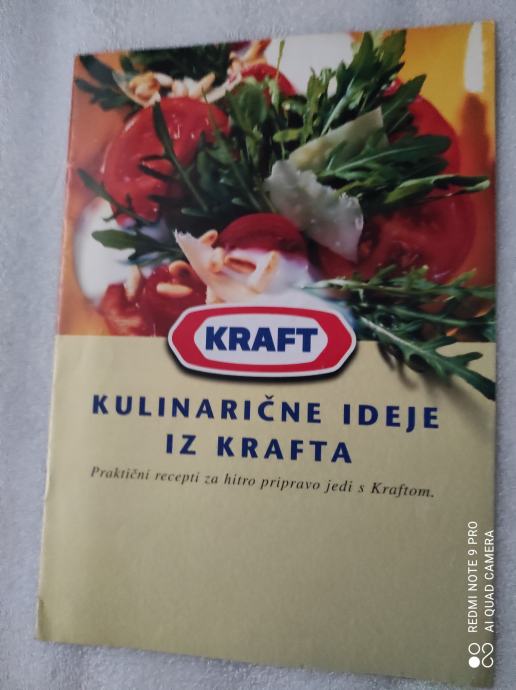 KRAFT
KULINARIČNE IDEJE
IZ KRAFTA
Praktični recepti za hitro pripravo jedi s Kraftom.
REDMI NOTE 9 PRO
AI QUAD CAMERA